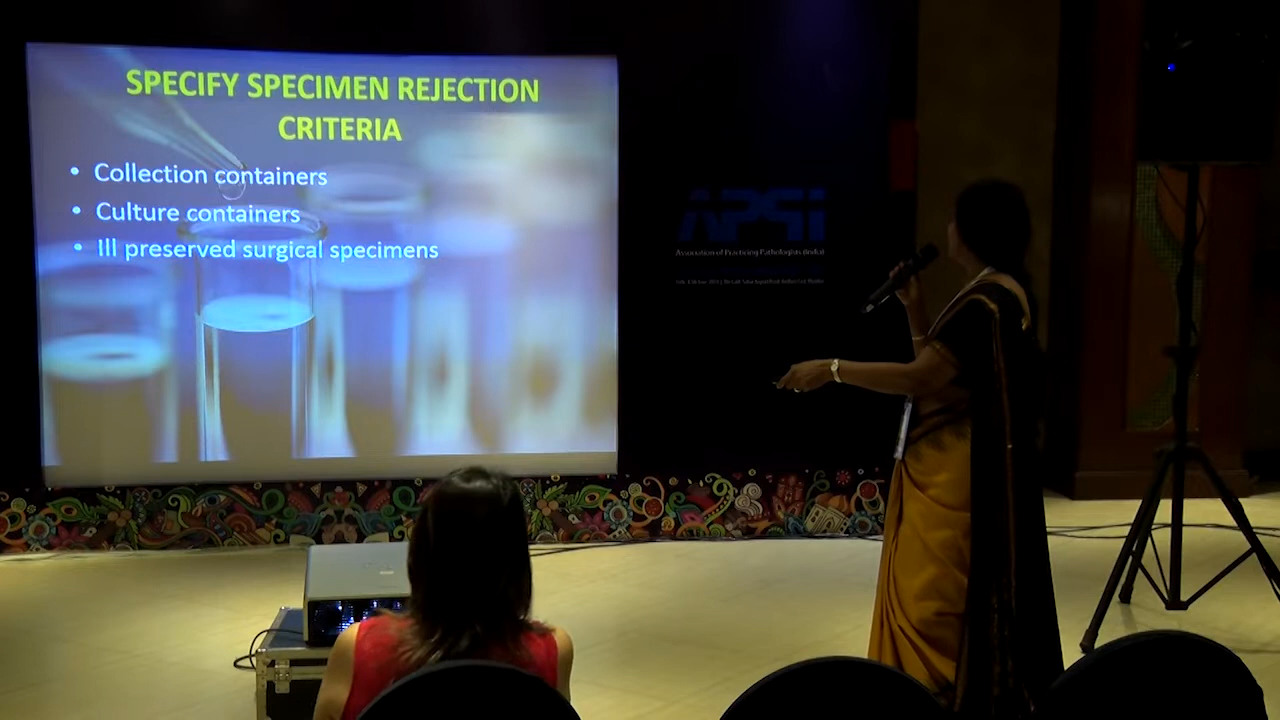 SPECIFY SPECIMEN REJECTION
CRITERIA
• Collection containers
• Culture containers
• Ill preserved surgical specimens
APSI
Association of Practicing Pathologists (India)